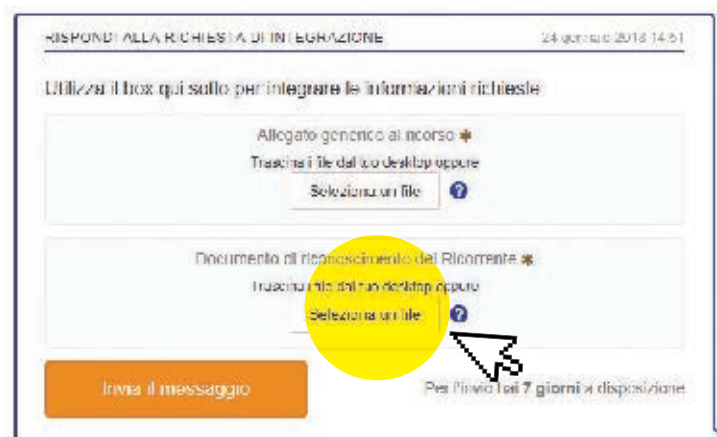 RISPONDI ALLA RICHIESTA DI INTEGRAZIONE 24 gennaio 2018 14:51
Utilizza il box qui sotto per integrare le informazioni richieste
Allegato generico al ricorso *
Trascina i file dal tuo desktop oppure
Seleziona un file ?
Documento di riconoscimento del Ricorrente *
Trascina i file dal tuo desktop oppure
Seleziona un file ?
Invia il messaggio Per l'invio hai 7 giorni a disposizione